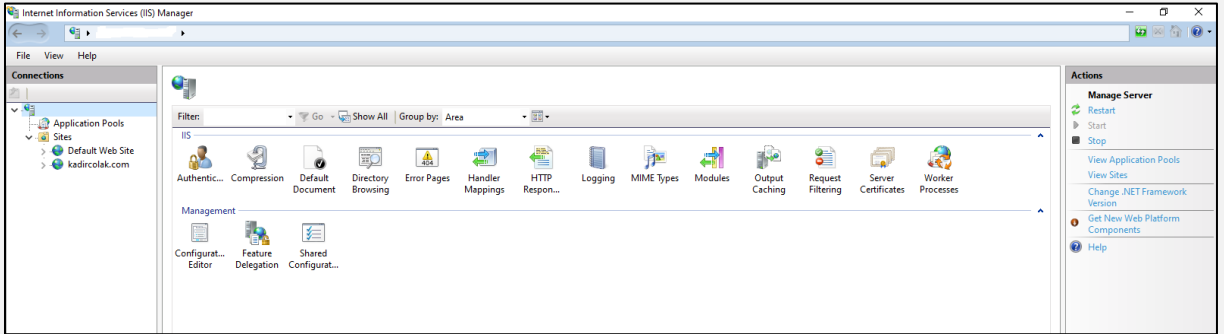 Internet Information Services (IIS) Manager
File View Help
Connections
Application Pools
Sites
Default Web Site
kadircolak.com
Filter: Go Show All Group by: Area
IIS
Authentic... Compression Default Document Directory Browsing Error Pages Handler Mappings HTTP Respon... Logging MIME Types Modules Output Caching Request Filtering Server Certificates Worker Processes
404
Management
Configurat... Editor Feature Delegation Shared Configurat...
Actions
Manage Server
Restart
Start
Stop
View Application Pools
View Sites
Change .NET Framework
Version
Get New Web Platform
Components
Help